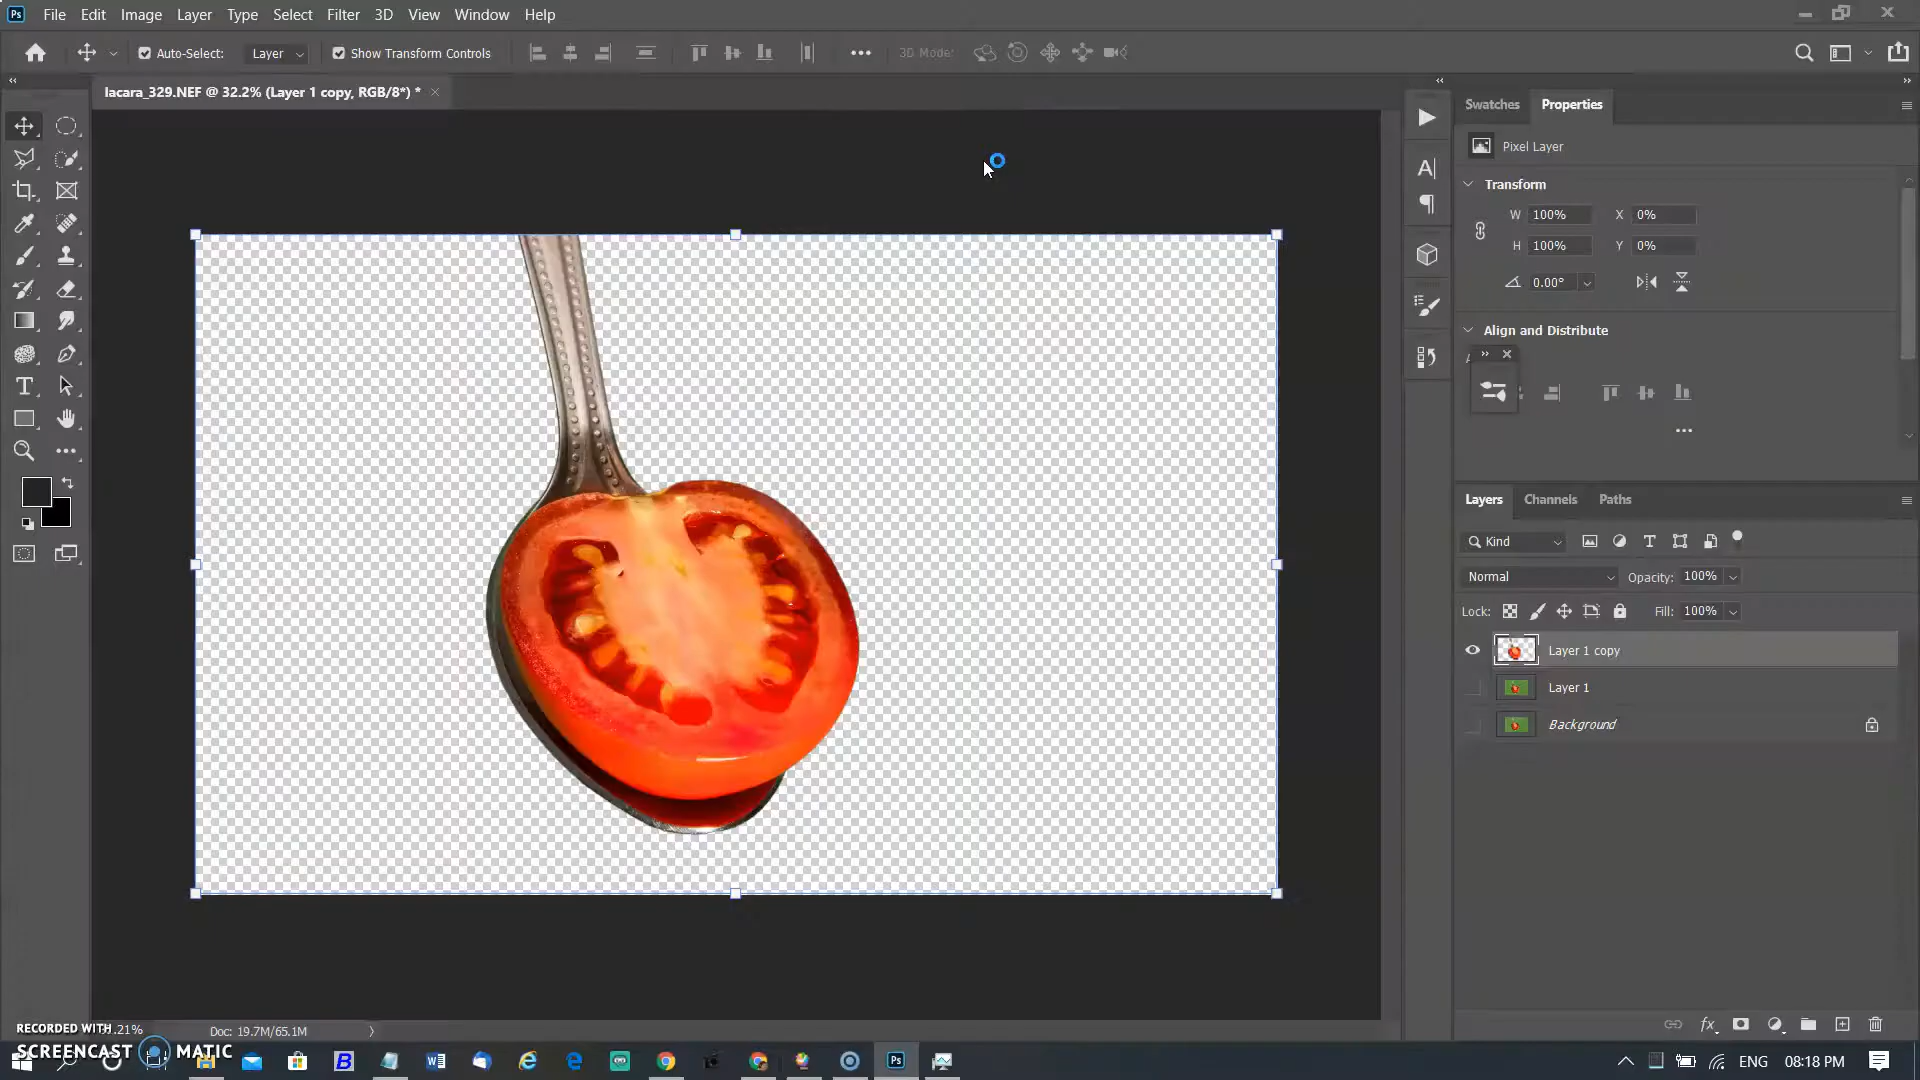 Ps File Edit Image Layer Type Select Filter 3D View Window Help
Auto-Select: Layer Show Transform Controls 3D Mode:
lacara_329.NEF @ 32.2% (Layer 1 copy, RGB/8*) *
Swatches Properties
Pixel Layer
Transform
W 100% X 0%
H 100% Y 0%
0.00°
Align and Distribute
Layers Channels Paths
Kind
Normal Opacity: 100%
Lock: Fill: 100%
Layer 1 copy
Layer 1
Background
RECORDED WITH
SCREENCAST MATIC
.21% Doc: 19.7M/65.1M
Ps ENG 08:18 PM